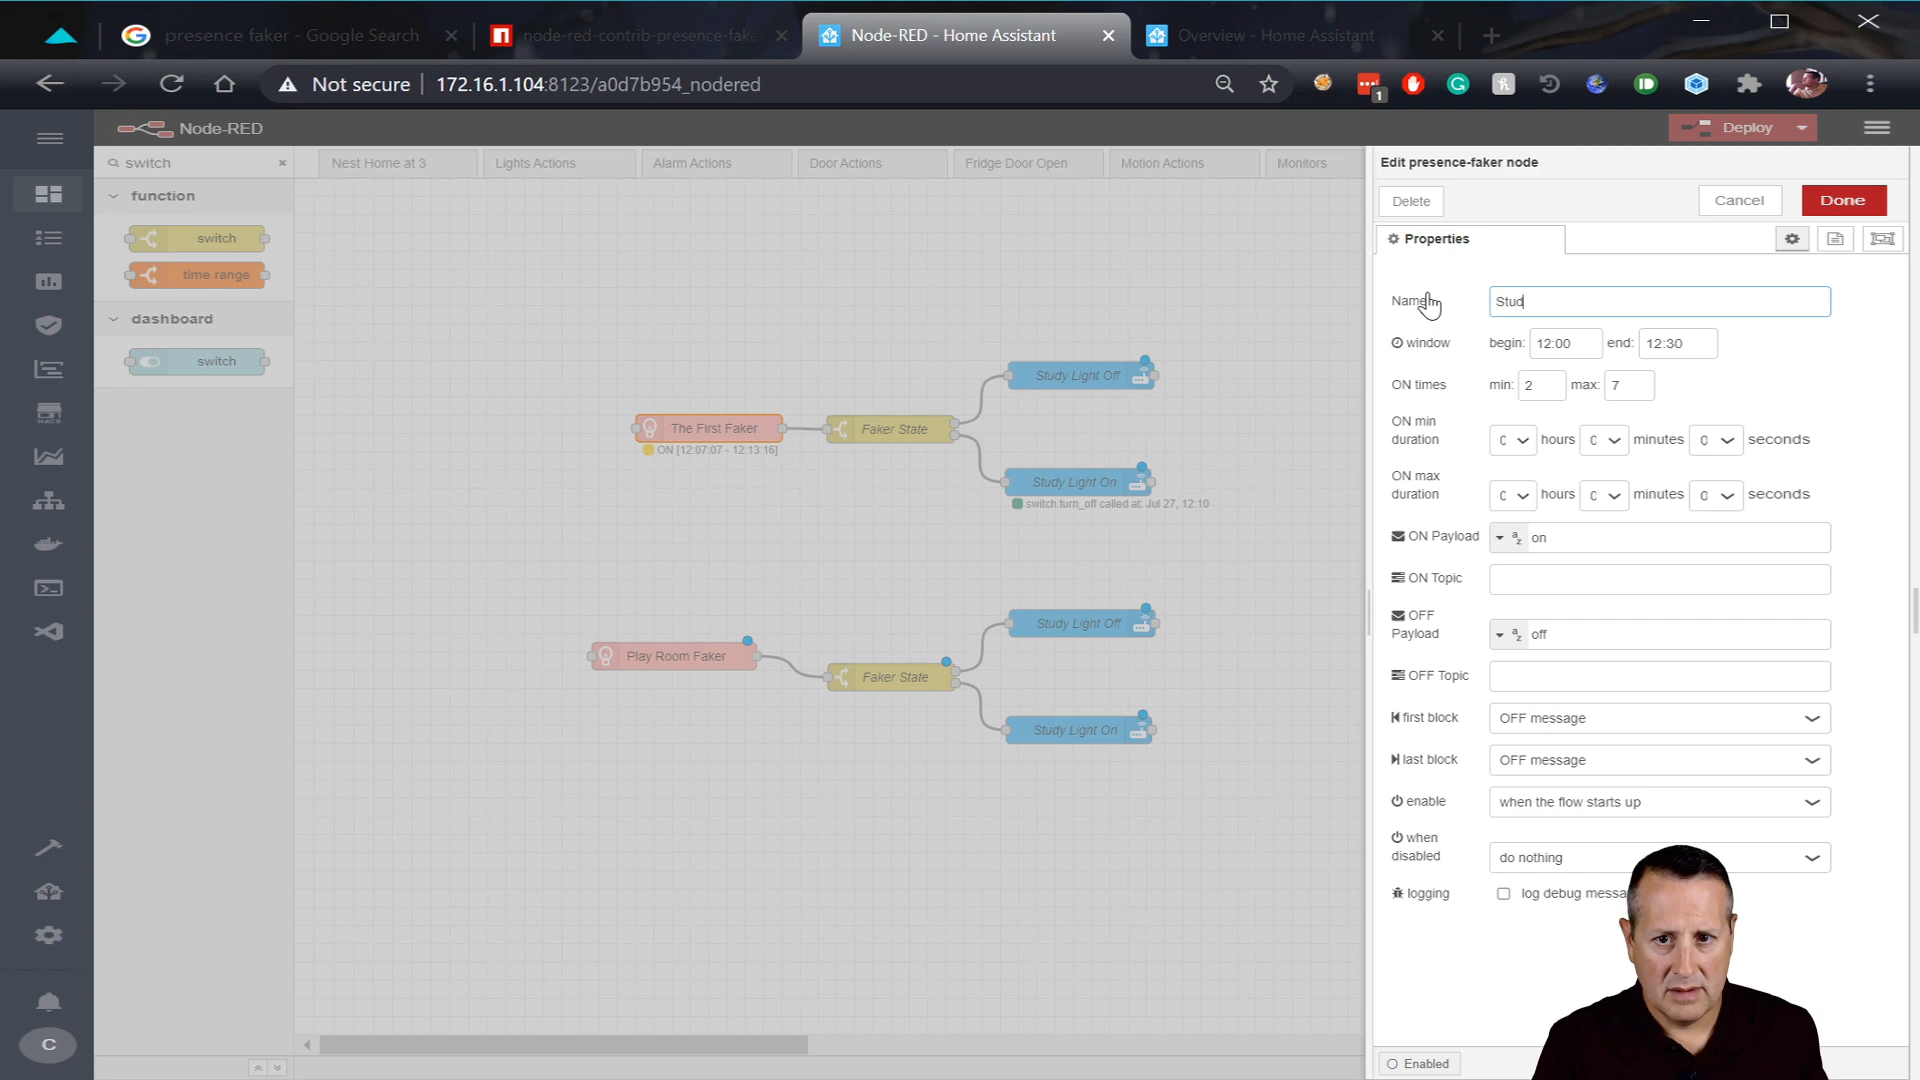 presence faker - Google Search
node-red-contrib-presence-fake
Node-RED - Home Assistant
Overview - Home Assistant
Not secure
172.16.1.104:8123/a0d7b954_nodered
1
Node-RED
Deploy
switch
Nest Home at 3
Lights Actions
Alarm Actions
Door Actions
Fridge Door Open
Motion Actions
Monitors
function
switch
time range
dashboard
switch
Study Light Off
The First Faker
Faker State
ON [12:07:07 - 12:13:16]
Study Light On
switch.turn_off called at: Jul 27, 12:10
Study Light Off
Play Room Faker
Faker State
Study Light On
HACS
C
Edit presence-faker node
Delete
Cancel
Done
Properties
Name
Stud
window
begin: 12:00 end: 12:30
ON times
min: 2 max: 7
ON min
duration
hours
minutes
0 seconds
ON max
duration
hours
minutes
0 seconds
ON Payload
az on
ON Topic
OFF
Payload
az off
OFF Topic
first block
OFF message
last block
OFF message
enable
when the flow starts up
when
disabled
do nothing
logging
log debug messa
Enabled